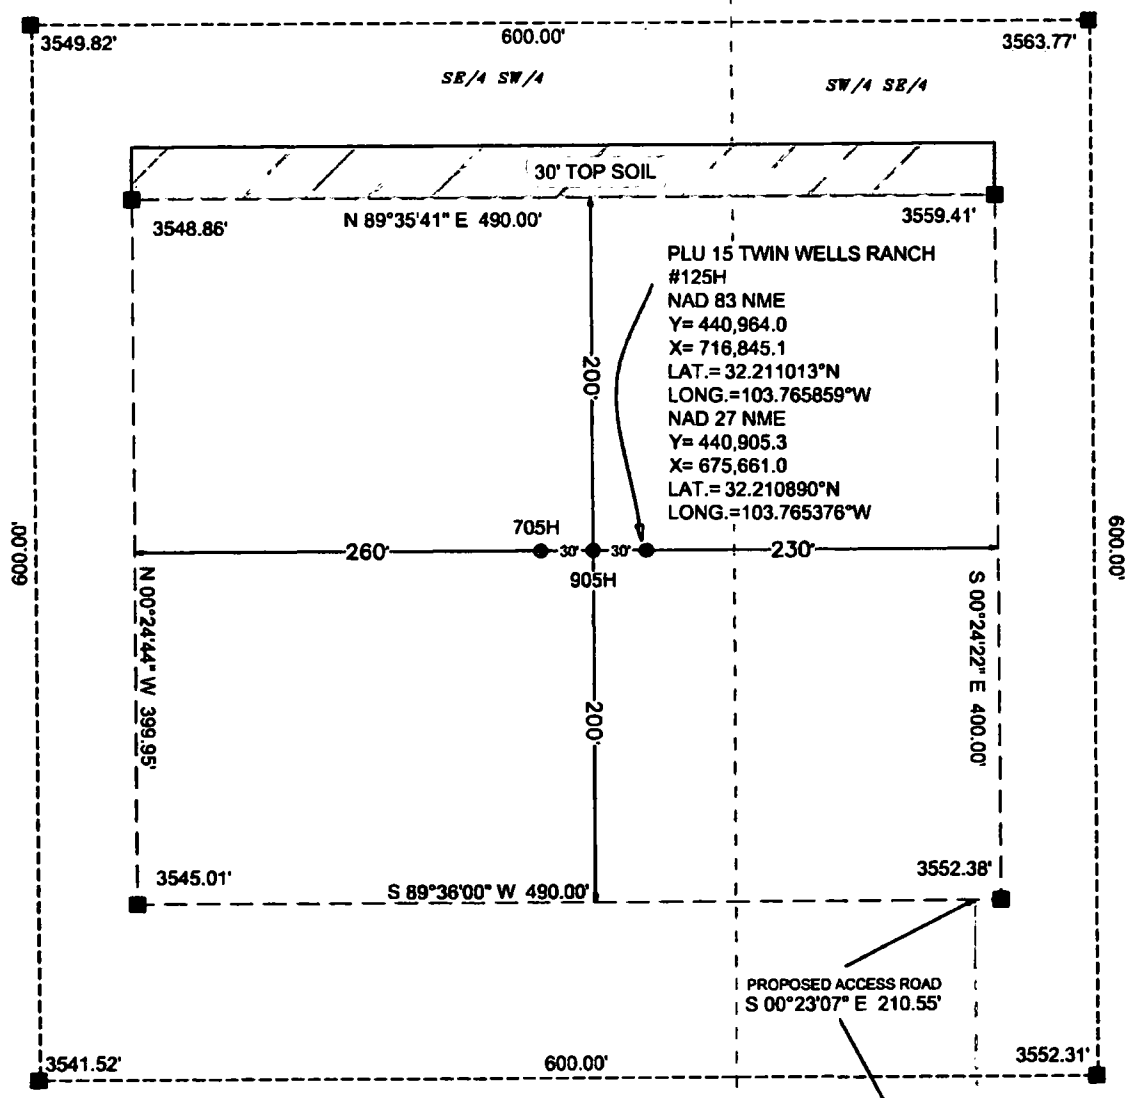 3549.82'
600.00'
3563.77'
SE/4 SW/4
SW/4 SE/4
30' TOP SOIL
3548.86'
N 89°35'41" E 490.00'
3559.41'
PLU 15 TWIN WELLS RANCH
#125H
NAD 83 NME
Y= 440,964.0
X= 716,845.1
LAT.= 32.211013°N
LONG.=103.765859°W
NAD 27 NME
Y= 440,905.3
X= 675,661.0
LAT.= 32.210890°N
LONG.=103.765376°W
200'
705H
260'
30'
30'
230'
905H
600.00'
600.00'
N 00°24'44" W 399.95'
S 00°24'22" E 400.00'
200'
3545.01'
S 89°36'00" W 490.00'
3552.38'
PROPOSED ACCESS ROAD
S 00°23'07" E 210.55'
3541.52'
600.00'
3552.31'